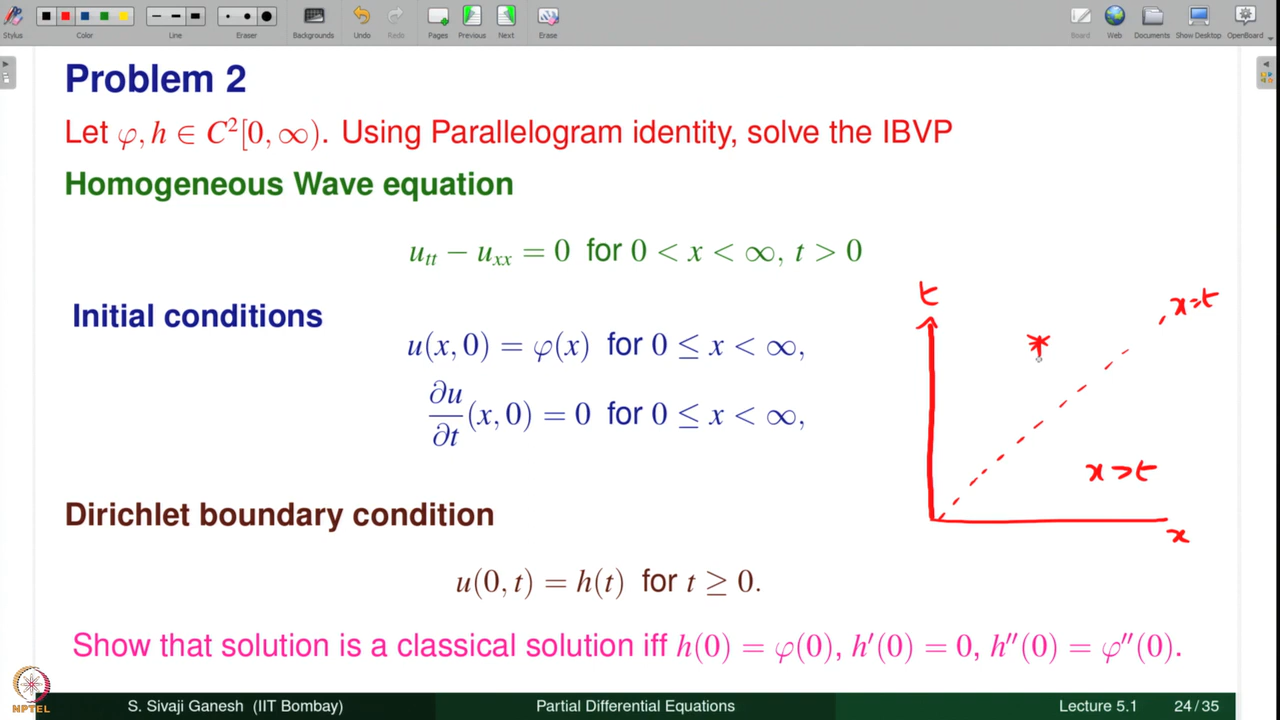 Stylus Color Line Eraser Backgrounds Undo Redo Pages Previous Next Erase Board Web Documents Show Desktop OpenBoard
Problem 2
Let φ, h ∈ C²[0, ∞). Using Parallelogram identity, solve the IBVP
Homogeneous Wave equation
uₜₜ − uₓₓ = 0 for 0 < x < ∞, t > 0
Initial conditions
u(x, 0) = φ(x) for 0 ≤ x < ∞,
∂u/∂t (x, 0) = 0 for 0 ≤ x < ∞,
t
x=t
*
x>t
x
Dirichlet boundary condition
u(0, t) = h(t) for t ≥ 0.
Show that solution is a classical solution iff h(0) = φ(0), h′(0) = 0, h″(0) = φ″(0).
NPTEL
S. Sivaji Ganesh (IIT Bombay) Partial Differential Equations Lecture 5.1 24/35